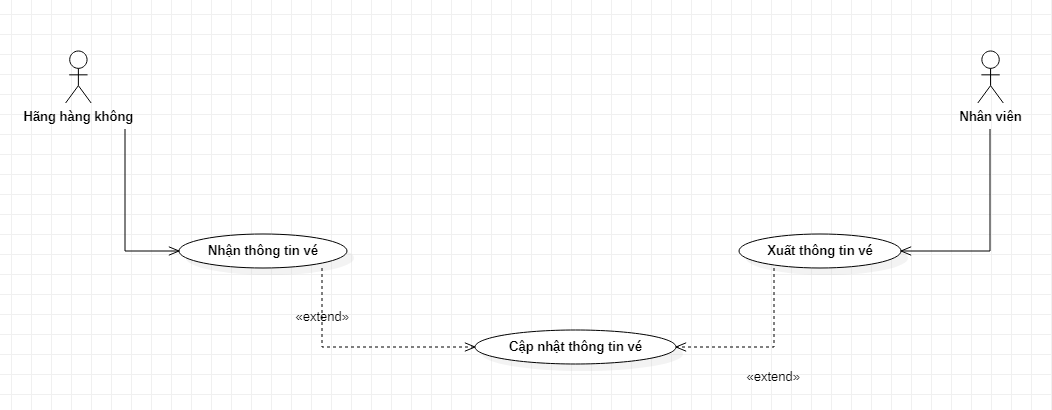 Hãng hàng không
Nhân viên
Nhận thông tin vé
Xuất thông tin vé
«extend»
Cập nhật thông tin vé
«extend»